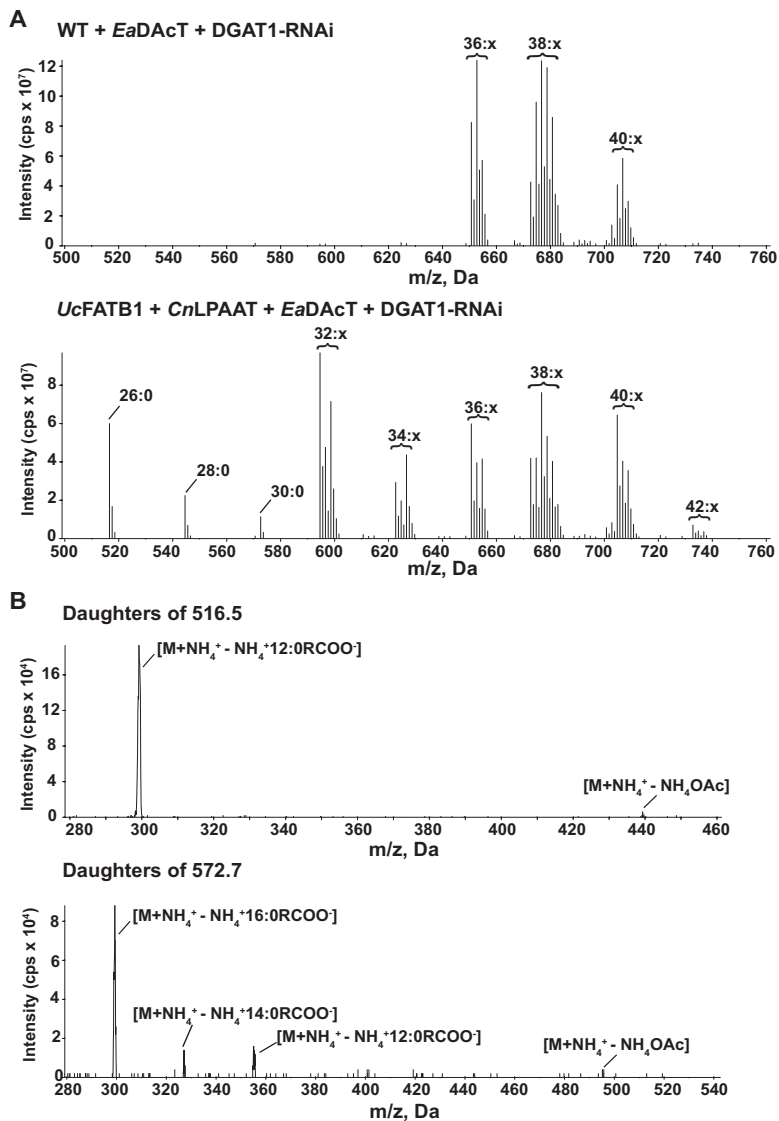 A
WT + EaDAcT + DGAT1-RNAi
Intensity (cps x 10⁷)
12
10
8
6
4
2
0
36:x
38:x
40:x
500 520 540 560 580 600 620 640 660 680 700 720 740 760
m/z, Da
UcFATB1 + CnLPAAT + EaDAcT + DGAT1-RNAi
Intensity (cps x 10⁷)
8
6
4
2
0
26:0
28:0
30:0
32:x
34:x
36:x
38:x
40:x
42:x
500 520 540 560 580 600 620 640 660 680 700 720 740 760
m/z, Da
B
Daughters of 516.5
Intensity (cps x 10⁴)
16
12
8
4
0
[M+NH₄⁺ - NH₄⁺12:0RCOO⁻]
[M+NH₄⁺ - NH₄OAc]
280 300 320 340 360 380 400 420 440 460
m/z, Da
Daughters of 572.7
Intensity (cps x 10⁴)
8
6
4
2
0
[M+NH₄⁺ - NH₄⁺16:0RCOO⁻]
[M+NH₄⁺ - NH₄⁺14:0RCOO⁻]
[M+NH₄⁺ - NH₄⁺12:0RCOO⁻]
[M+NH₄⁺ - NH₄OAc]
280 300 320 340 360 380 400 420 440 460 480 500 520 540
m/z, Da